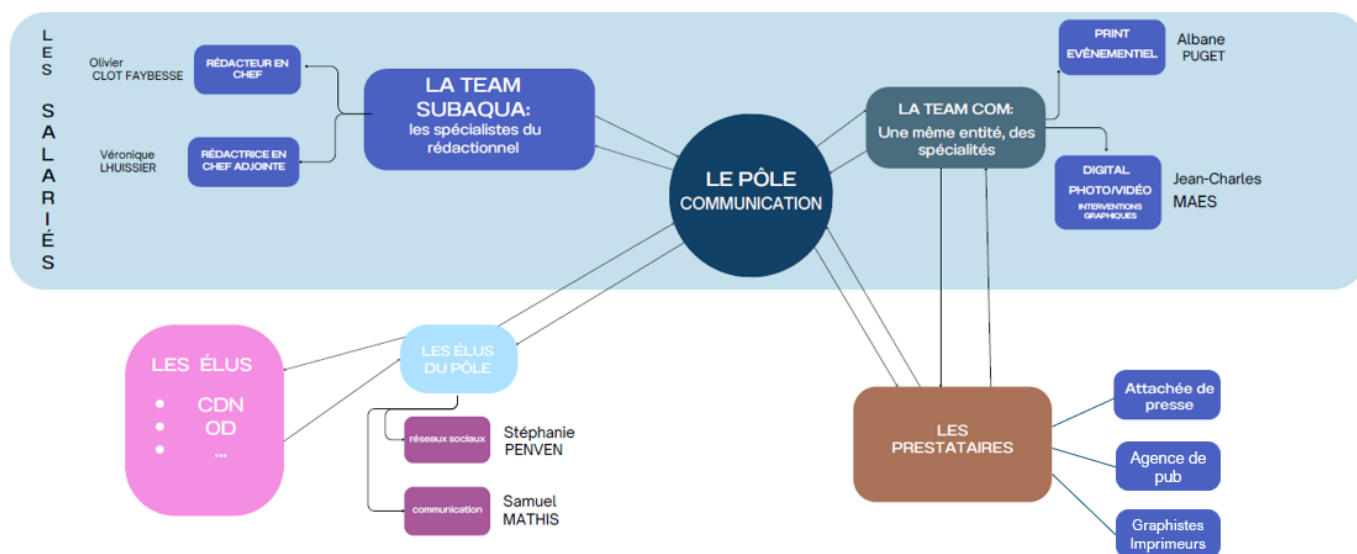 LES SALARIÉS
Olivier
CLOT FAYBESSE
RÉDACTEUR EN
CHEF
Véronique
LHUISSIER
RÉDACTRICE EN
CHEF ADJOINTE
LA TEAM
SUBAQUA:
les spécialistes du
rédactionnel
LE PÔLE
COMMUNICATION
LA TEAM COM:
Une même entité, des
spécialités
PRINT
EVÈNEMENTIEL
Albane
PUGET
DIGITAL
PHOTO/VIDÉO
INTERVENTIONS
GRAPHIQUES
Jean-Charles
MAES
LES ÉLUS
CDN
OD
...
LES ÉLUS
DU PÔLE
réseaux sociaux
Stéphanie
PENVEN
communication
Samuel
MATHIS
LES
PRESTATAIRES
Attachée de
presse
Agence de
pub
Graphistes
Imprimeurs